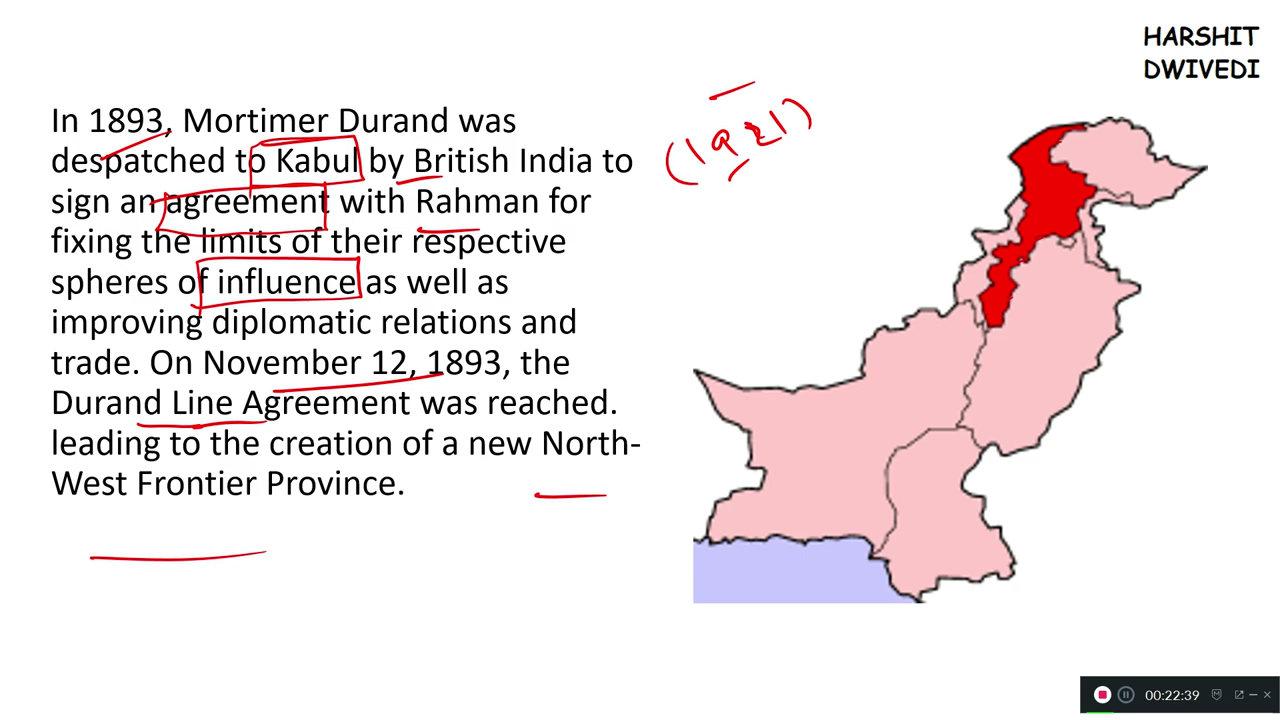 HARSHIT
DWIVEDI
In 1893, Mortimer Durand was
despatched to Kabul by British India to
sign an agreement with Rahman for
fixing the limits of their respective
spheres of influence as well as
improving diplomatic relations and
trade. On November 12, 1893, the
Durand Line Agreement was reached.
leading to the creation of a new North-
West Frontier Province.
(1921)
00:22:39